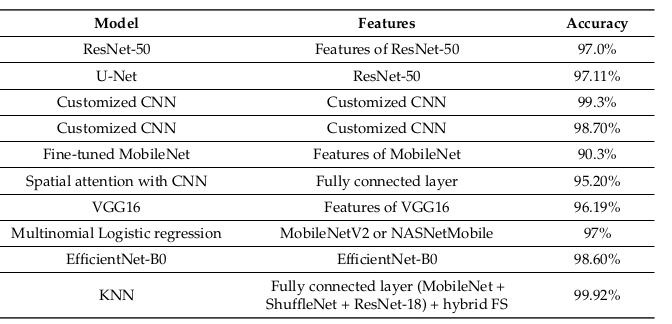 Model Features Accuracy
ResNet-50 Features of ResNet-50 97.0%
U-Net ResNet-50 97.11%
Customized CNN Customized CNN 99.3%
Customized CNN Customized CNN 98.70%
Fine-tuned MobileNet Features of MobileNet 90.3%
Spatial attention with CNN Fully connected layer 95.20%
VGG16 Features of VGG16 96.19%
Multinomial Logistic regression MobileNetV2 or NASNetMobile 97%
EfficientNet-B0 EfficientNet-B0 98.60%
KNN Fully connected layer (MobileNet + 99.92%
ShuffleNet + ResNet-18) + hybrid FS